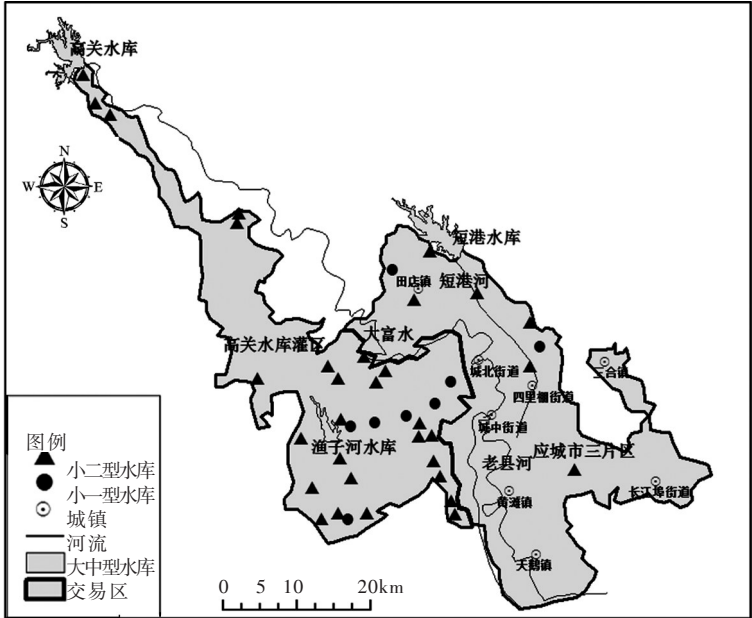 高关水库
N
W E
S
短港水库
田店镇
短港河
大富水
高关水库灌区
城北街道
三合镇
四里棚街道
城中街道
渔子河水库
老县河
应城市三片区
长江埠街道
黄滩镇
天鹅镇
图例
小二型水库
小一型水库
城镇
河流
大中型水库
交易区
0 5 10 20km